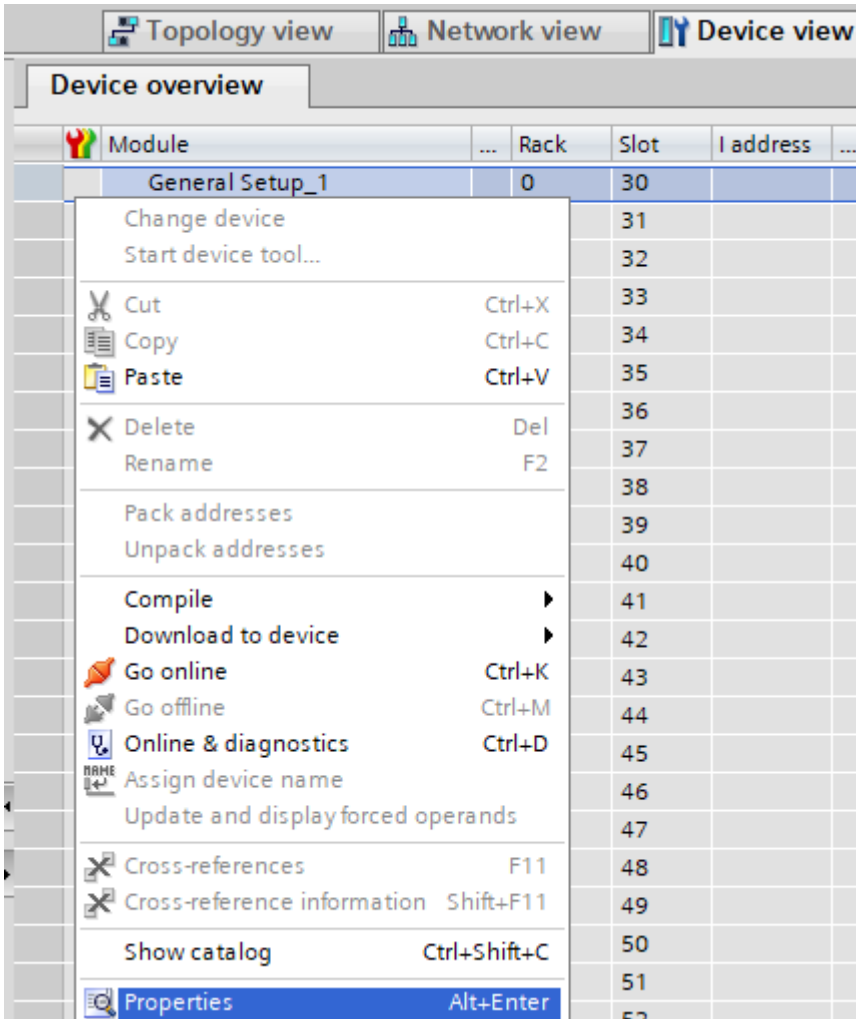 Topology view Network view Device view
Device overview
Module ... Rack Slot I address ...
General Setup_1 0 30
Change device 31
Start device tool... 32
Cut Ctrl+X 33
Copy Ctrl+C 34
Paste Ctrl+V 35
36
Delete Del 37
Rename F2 38
Pack addresses 39
Unpack addresses 40
Compile 41
Download to device 42
Go online Ctrl+K 43
Go offline Ctrl+M 44
Online & diagnostics Ctrl+D 45
NAME Assign device name 46
Update and display forced operands 47
Cross-references F11 48
Cross-reference information Shift+F11 49
Show catalog Ctrl+Shift+C 50
51
Properties Alt+Enter